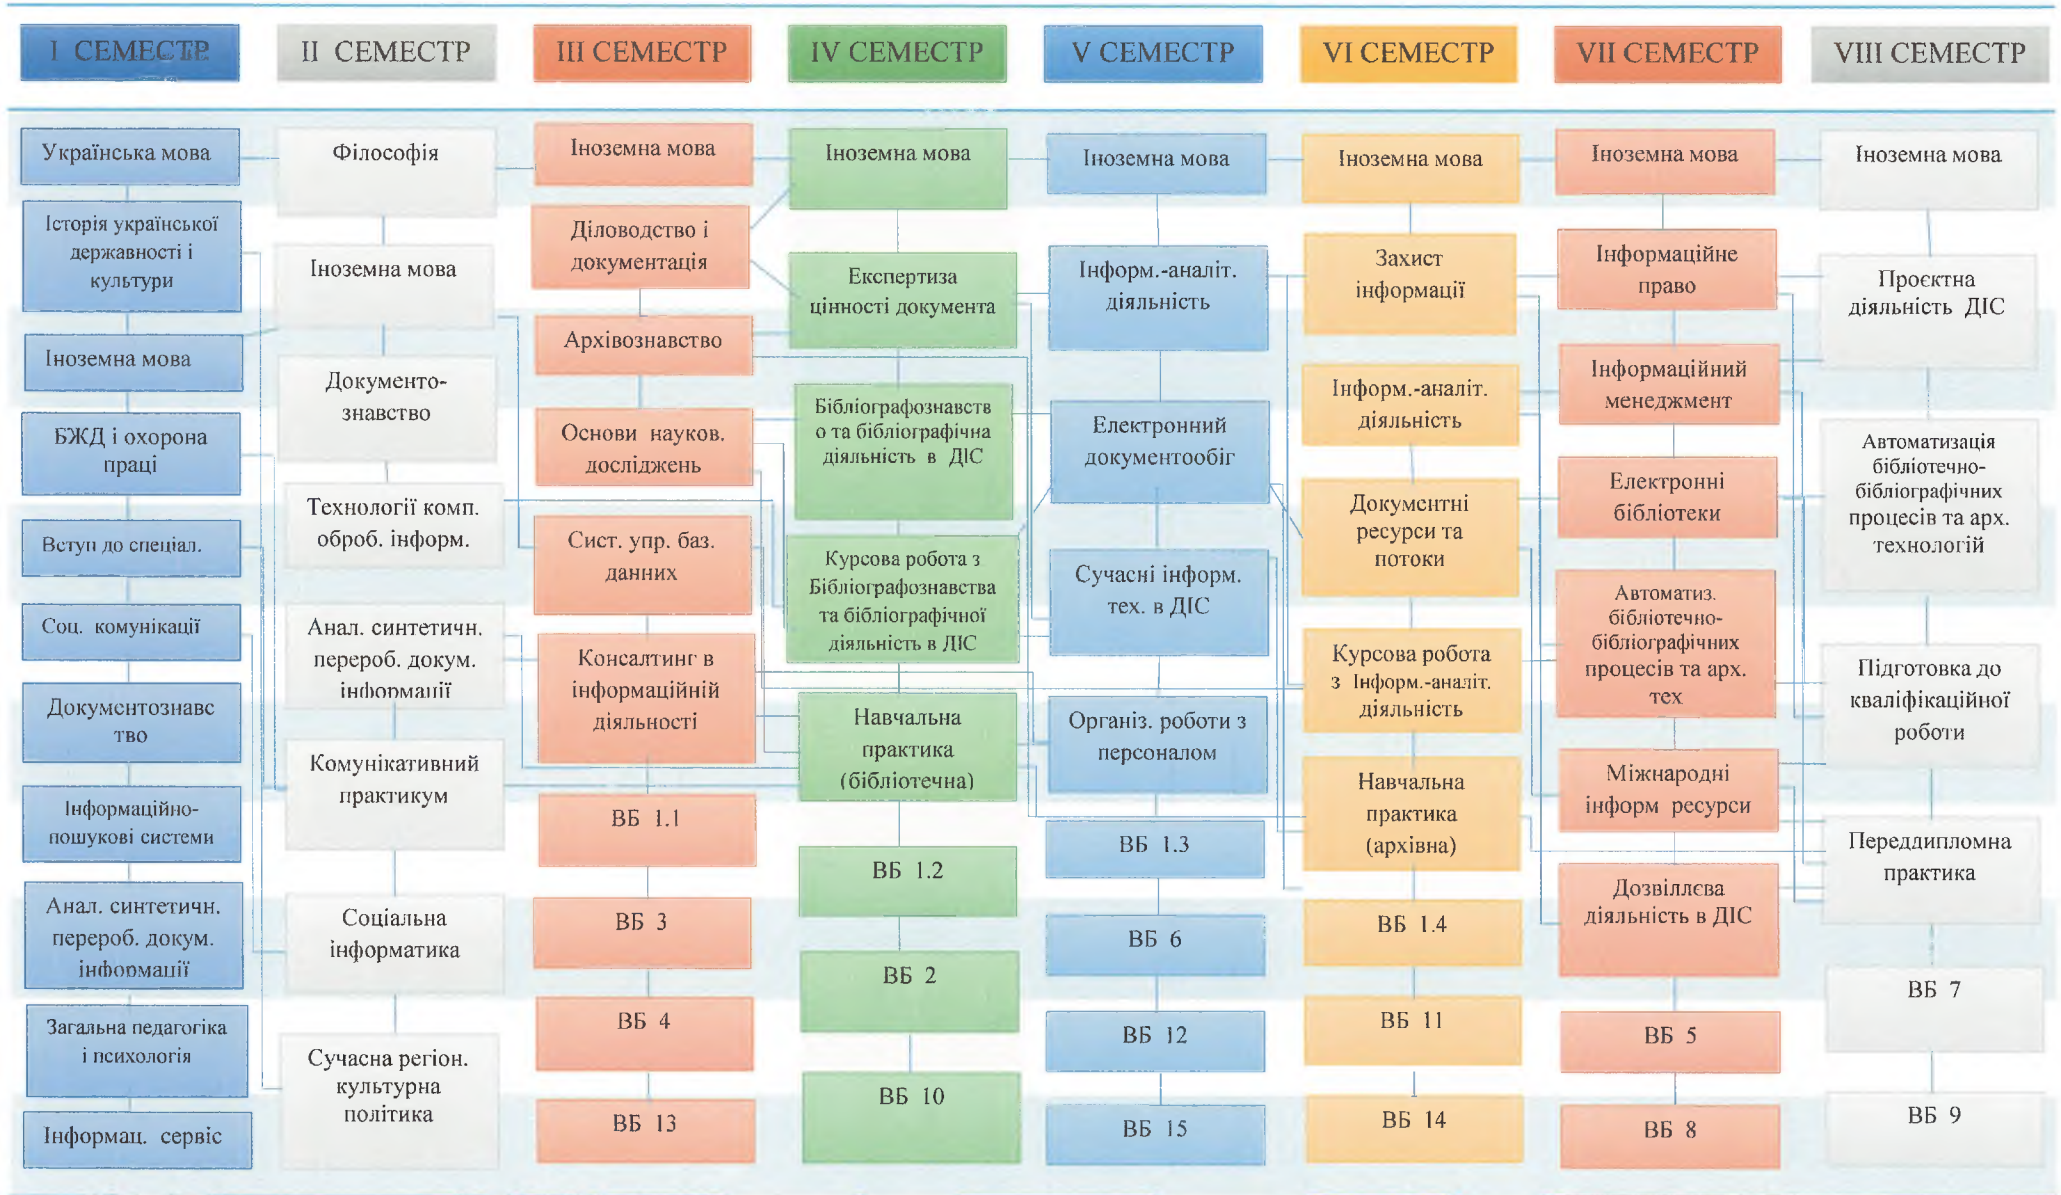 І СЕМЕСТР
ІІ СЕМЕСТР
ІІІ СЕМЕСТР
IV СЕМЕСТР
V СЕМЕСТР
VI СЕМЕСТР
VII СЕМЕСТР
VIII СЕМЕСТР
Українська мова
Історія української
державності і
культури
Іноземна мова
БЖД і охорона
праці
Вступ до спеціал.
Соц. комунікації
Документознавс
тво
Інформаційно-
пошукові системи
Анал. синтетичн.
перероб. докум.
інформації
Загальна педагогіка
і психологія
Інформац. сервіс
Філософія
Іноземна мова
Документо-
знавство
Технології комп.
оброб. інформ.
Анал. синтетичн.
перероб. докум.
інформації
Комунікативний
практикум
Соціальна
інформатика
Сучасна регіон.
культурна
політика
Іноземна мова
Діловодство і
документація
Архівознавство
Основи науков.
досліджень
Сист. упр. баз.
данних
Консалтинг в
інформаційній
діяльності
ВБ 1.1
ВБ 3
ВБ 4
ВБ 13
Іноземна мова
Експертиза
цінності документа
Бібліографознавств
о та бібліографічна
діяльність в ДІС
Курсова робота з
Бібліографознавства
та бібліографічної
діяльність в ДІС
Навчальна
практика
(бібліотечна)
ВБ 1.2
ВБ 2
ВБ 10
Іноземна мова
Інформ.-аналіт.
діяльність
Електронний
документообіг
Сучасні інформ.
тех. в ДІС
Організ. роботи з
персоналом
ВБ 1.3
ВБ 6
ВБ 12
ВБ 15
Іноземна мова
Захист
інформації
Інформ.-аналіт.
діяльність
Документні
ресурси та
потоки
Курсова робота
з Інформ.-аналіт.
діяльність
Навчальна
практика
(архівна)
ВБ 1.4
ВБ 11
ВБ 14
Іноземна мова
Інформаційне
право
Інформаційний
менеджмент
Електронні
бібліотеки
Автоматиз.
бібліотечно-
бібліографічних
процесів та арх.
тех
Міжнародні
інформ ресурси
Дозвіллєва
діяльність в ДІС
ВБ 5
ВБ 8
Іноземна мова
Проєктна
діяльність ДІС
Автоматизація
бібліотечно-
бібліографічних
процесів та арх.
технологій
Підготовка до
кваліфікаційної
роботи
Переддипломна
практика
ВБ 7
ВБ 9